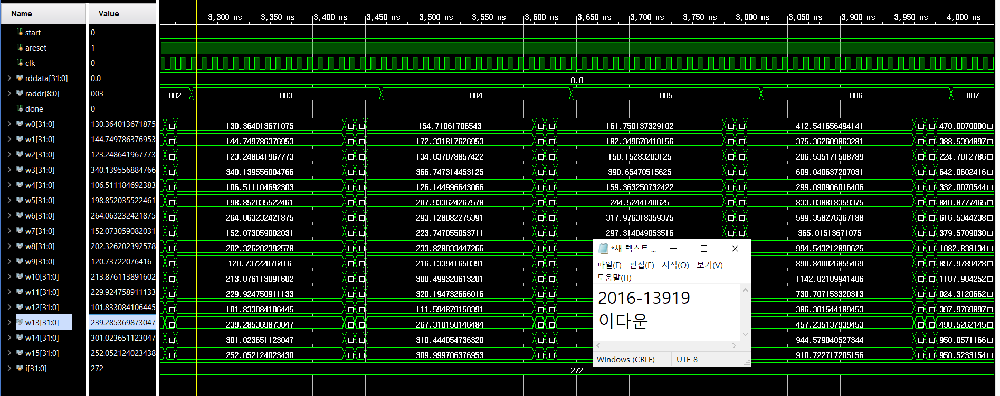 Name Value 3,300 ns 3,350 ns 3,400 ns 3,450 ns 3,500 ns 3,550 ns 3,600 ns 3,650 ns 3,700 ns 3,750 ns 3,800 ns 3,850 ns 3,900 ns 3,950 ns 4,000 ns
start 0
areset 1
clk 0
rddata[31:0] 0.0 0.0
raddr[8:0] 003 002 003 004 005 006 007
done 0
w0[31:0] 130.364013671875 130.364013671875 154.71061706543 161.750137329102 412.541656494141 478.0070800
w1[31:0] 144.749786376953 144.749786376953 172.331817626953 182.349670410156 375.362609863281 388.5394897
w2[31:0] 123.248641967773 123.248641967773 134.037078857422 150.15283203125 206.535171508789 224.7012786
w3[31:0] 340.139556884766 340.139556884766 366.747314453125 398.65478515625 609.840637207031 642.0602416
w4[31:0] 106.511184692383 106.511184692383 126.144996643066 159.363250732422 299.898986816406 332.8870544
w5[31:0] 198.852035522461 198.852035522461 207.933624267578 244.5244140625 833.038818359375 840.8777465
w6[31:0] 264.063232421875 264.063232421875 293.128082275391 317.976318359375 599.358276367188 616.5344238
w7[31:0] 152.073059082031 152.073059082031 223.747055053711 297.314849853516 365.01513671875 379.5709838
w8[31:0] 202.326202392578 202.326202392578 233.828033447266 994.543212890625 1082.838134
w9[31:0] 120.73722076416 120.73722076416 216.133941650391 890.840026855469 897.9789428
w10[31:0] 213.876113891602 213.876113891602 308.499328613281 1142.82189941406 1187.984252
w11[31:0] 229.924758911133 229.924758911133 320.194732666016 738.707153320313 824.3128662
w12[31:0] 101.833084106445 101.833084106445 111.594879150391 386.301544189453 397.9769897
w13[31:0] 239.285369873047 239.285369873047 267.310150146484 457.235137939453 490.5262145
w14[31:0] 301.023651123047 301.023651123047 310.444854736328 944.579040527344 958.8571166
w15[31:0] 252.052124023438 252.052124023438 309.999786376953 910.722717285156 958.5233154
i[31:0] 272 272
*새 텍스트 ...
파일(F) 편집(E) 서식(O) 보기(V)
도움말(H)
2016-13919
이다운
Windows (CRLF) UTF-8